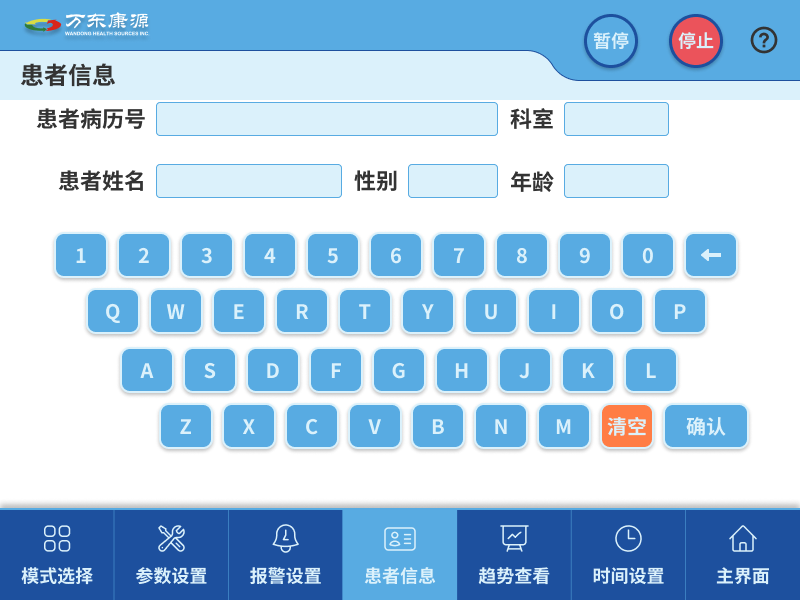 万东康源
WANDONG HEALTH SOURCES INC.
暂停
停止
?
患者信息
患者病历号
科室
患者姓名
性别
年龄
1 2 3 4 5 6 7 8 9 0 ←
Q W E R T Y U I O P
A S D F G H J K L
Z X C V B N M 清空 确认
模式选择 参数设置 报警设置 患者信息 趋势查看 时间设置 主界面